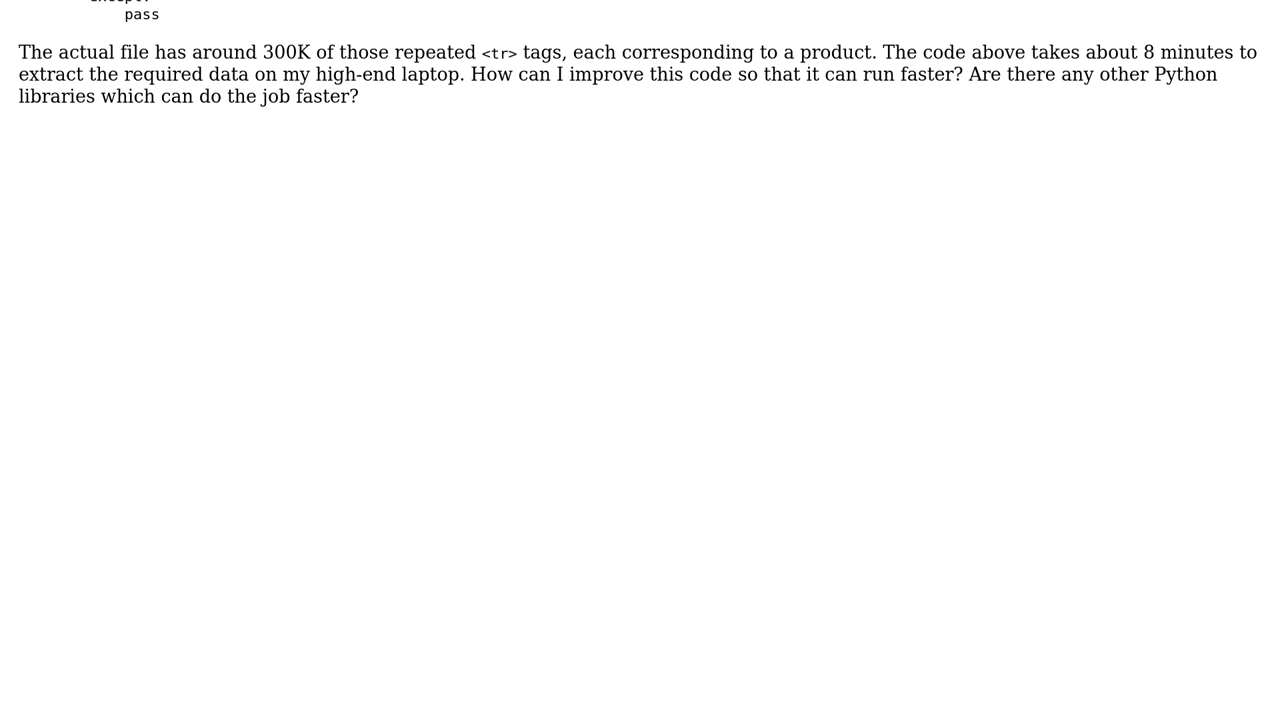 pass
The actual file has around 300K of those repeated <tr> tags, each corresponding to a product. The code above takes about 8 minutes to
extract the required data on my high-end laptop. How can I improve this code so that it can run faster? Are there any other Python
libraries which can do the job faster?